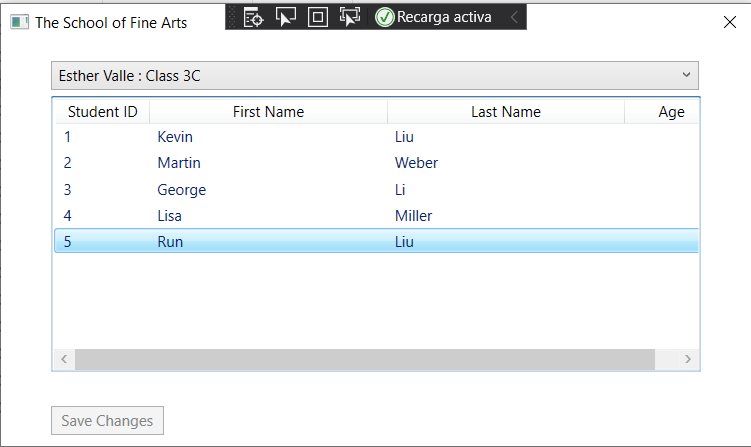 The School of Fine Arts
Recarga activa
Esther Valle : Class 3C
Student ID First Name Last Name Age
1 Kevin Liu
2 Martin Weber
3 George Li
4 Lisa Miller
5 Run Liu
Save Changes